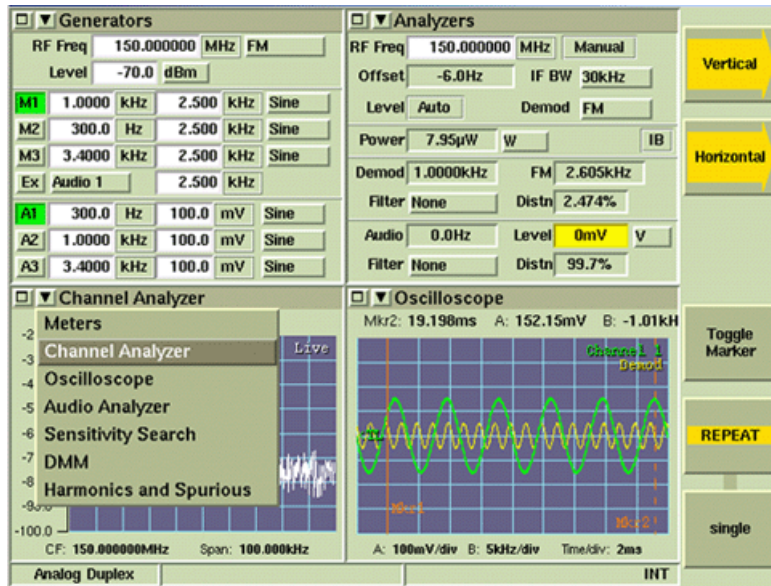 Generators
RF Freq 150.000000 MHz FM
Level -70.0 dBm
M1 1.0000 kHz 2.500 kHz Sine
M2 300.0 Hz 2.500 kHz Sine
M3 3.4000 kHz 2.500 kHz Sine
Ex Audio 1 2.500 kHz
A1 300.0 Hz 100.0 mV Sine
A2 1.0000 kHz 100.0 mV Sine
A3 3.4000 kHz 100.0 mV Sine
Analyzers
RF Freq 150.000000 MHz Manual
Offset -6.0Hz IF BW 30kHz
Level Auto Demod FM
Power 7.95µW W IB
Demod 1.0000kHz FM 2.605kHz
Filter None Distn 2.474%
Audio 0.0Hz Level 0mV V
Filter None Distn 99.7%
Vertical
Horizontal
Channel Analyzer
Meters
Channel Analyzer
Oscilloscope
Audio Analyzer
Sensitivity Search
DMM
Harmonics and Spurious
Live
-2
-3
-4
-5
-6
-7
-8
-100.0
CF: 150.000000MHz Span: 100.000kHz
Oscilloscope
Mkr2: 19.198ms A: 152.15mV B: -1.01kH
Channel 1
Demod
Mkr1
Mkr2
A: 100mV/div B: 5kHz/div Time/div: 2ms
Toggle
Marker
REPEAT
single
Analog Duplex INT